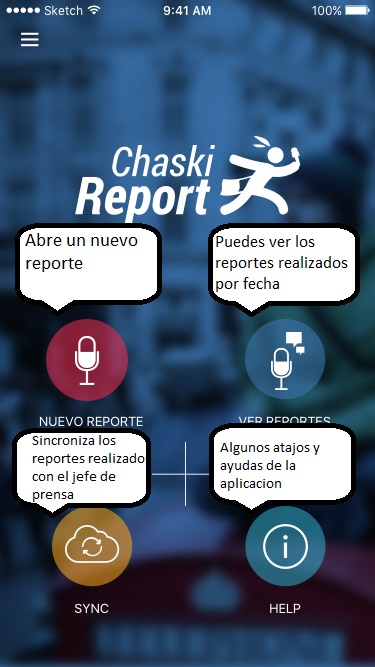 Sketch 9:41 AM 100%
Chaski
Report
Abre un nuevo
reporte
Puedes ver los
reportes realizados
por fecha
NUEVO REPORTE
VER REPORTES
Sincroniza los
reportes realizado
con el jefe de
prensa
Algunos atajos y
ayudas de la
aplicacion
SYNC
HELP